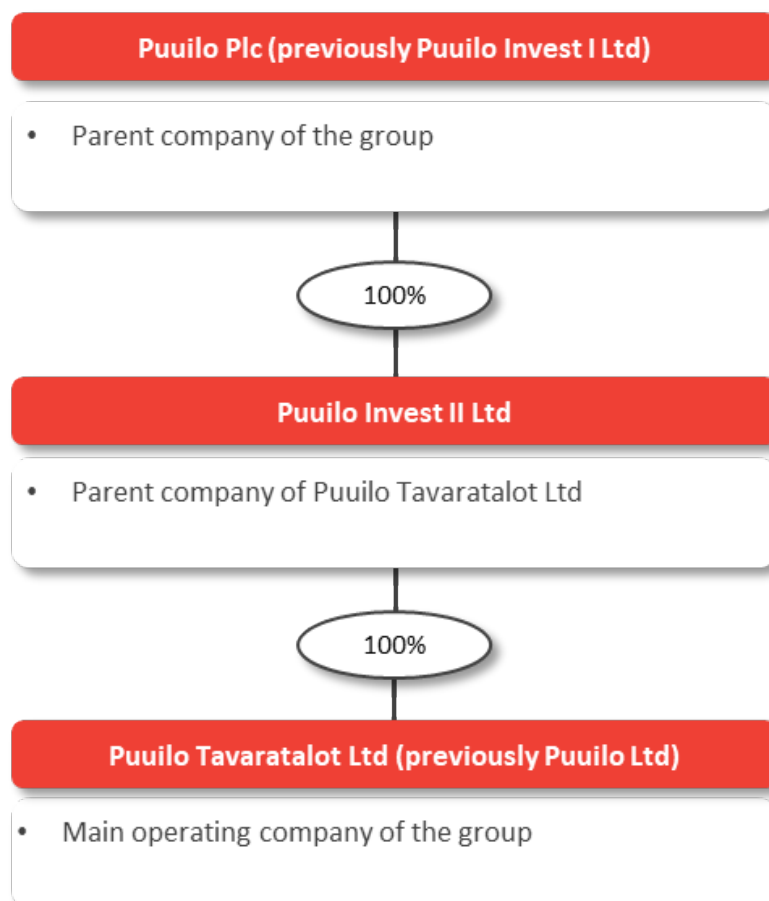 Puuilo Plc (previously Puuilo Invest I Ltd)
• Parent company of the group
100%
Puuilo Invest II Ltd
• Parent company of Puuilo Tavaratalot Ltd
100%
Puuilo Tavaratalot Ltd (previously Puuilo Ltd)
• Main operating company of the group